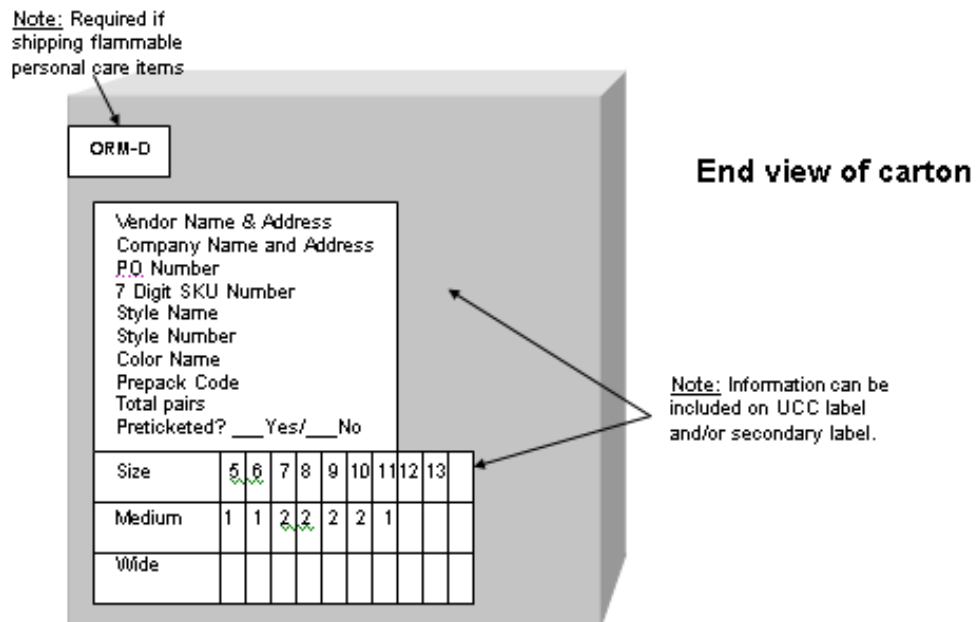 Note: Required if
shipping flammable
personal care items
ORM-D
End view of carton
Vendor Name & Address
Company Name and Address
PO Number
7 Digit SKU Number
Style Name
Style Number
Color Name
Prepack Code
Total pairs
Preticketed? ___Yes/___No
Note: Information can be
included on UCC label
and/or secondary label.
Size 5 6 7 8 9 10 11 12 13
Medium 1 1 2 2 2 2 1
Wide